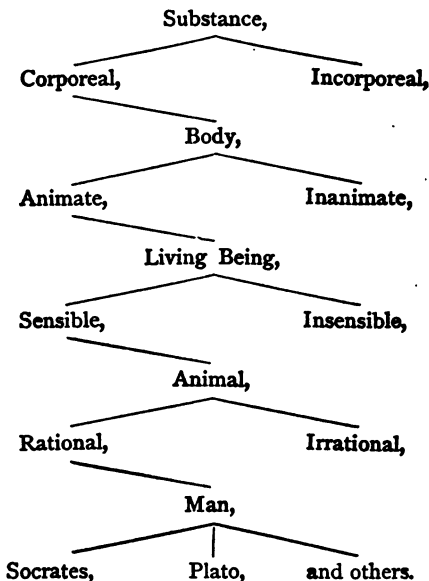 Substance,
Corporeal, Incorporeal,
Body,
Animate, Inanimate,
Living Being,
Sensible, Insensible,
Animal,
Rational, Irrational,
Man,
Socrates, Plato, and others.